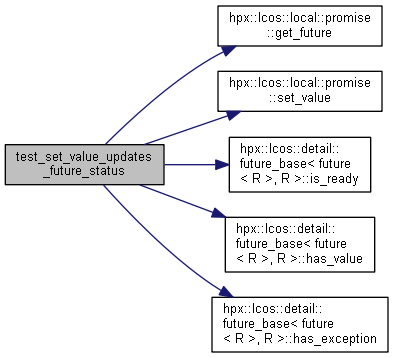 hpx::lcos::local::promise
::get_future
hpx::lcos::local::promise
::set_value
test_set_value_updates
_future_status
hpx::lcos::detail::
future_base< future
< R >, R >::is_ready
hpx::lcos::detail::
future_base< future
< R >, R >::has_value
hpx::lcos::detail::
future_base< future
< R >, R >::has_exception